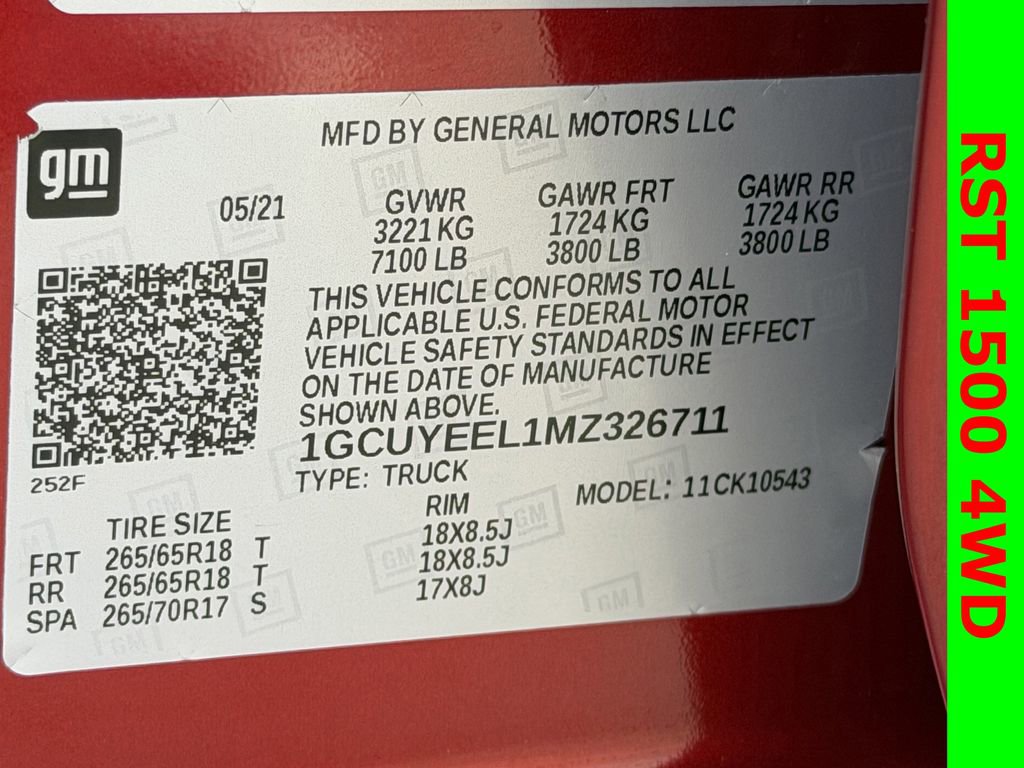 gm
MFD BY GENERAL MOTORS LLC
05/21
GVWR
3221 KG
7100 LB
GAWR FRT
1724 KG
3800 LB
GAWR RR
1724 KG
3800 LB
THIS VEHICLE CONFORMS TO ALL
APPLICABLE U.S. FEDERAL MOTOR
VEHICLE SAFETY STANDARDS IN EFFECT
ON THE DATE OF MANUFACTURE
SHOWN ABOVE.
1GCUYEEL1MZ326711
TYPE: TRUCK
MODEL: 11CK10543
252F
TIRE SIZE RIM
FRT 265/65R18 T 18X8.5J
RR 265/65R18 T 18X8.5J
SPA 265/70R17 S 17X8J
RST 1500 4WD